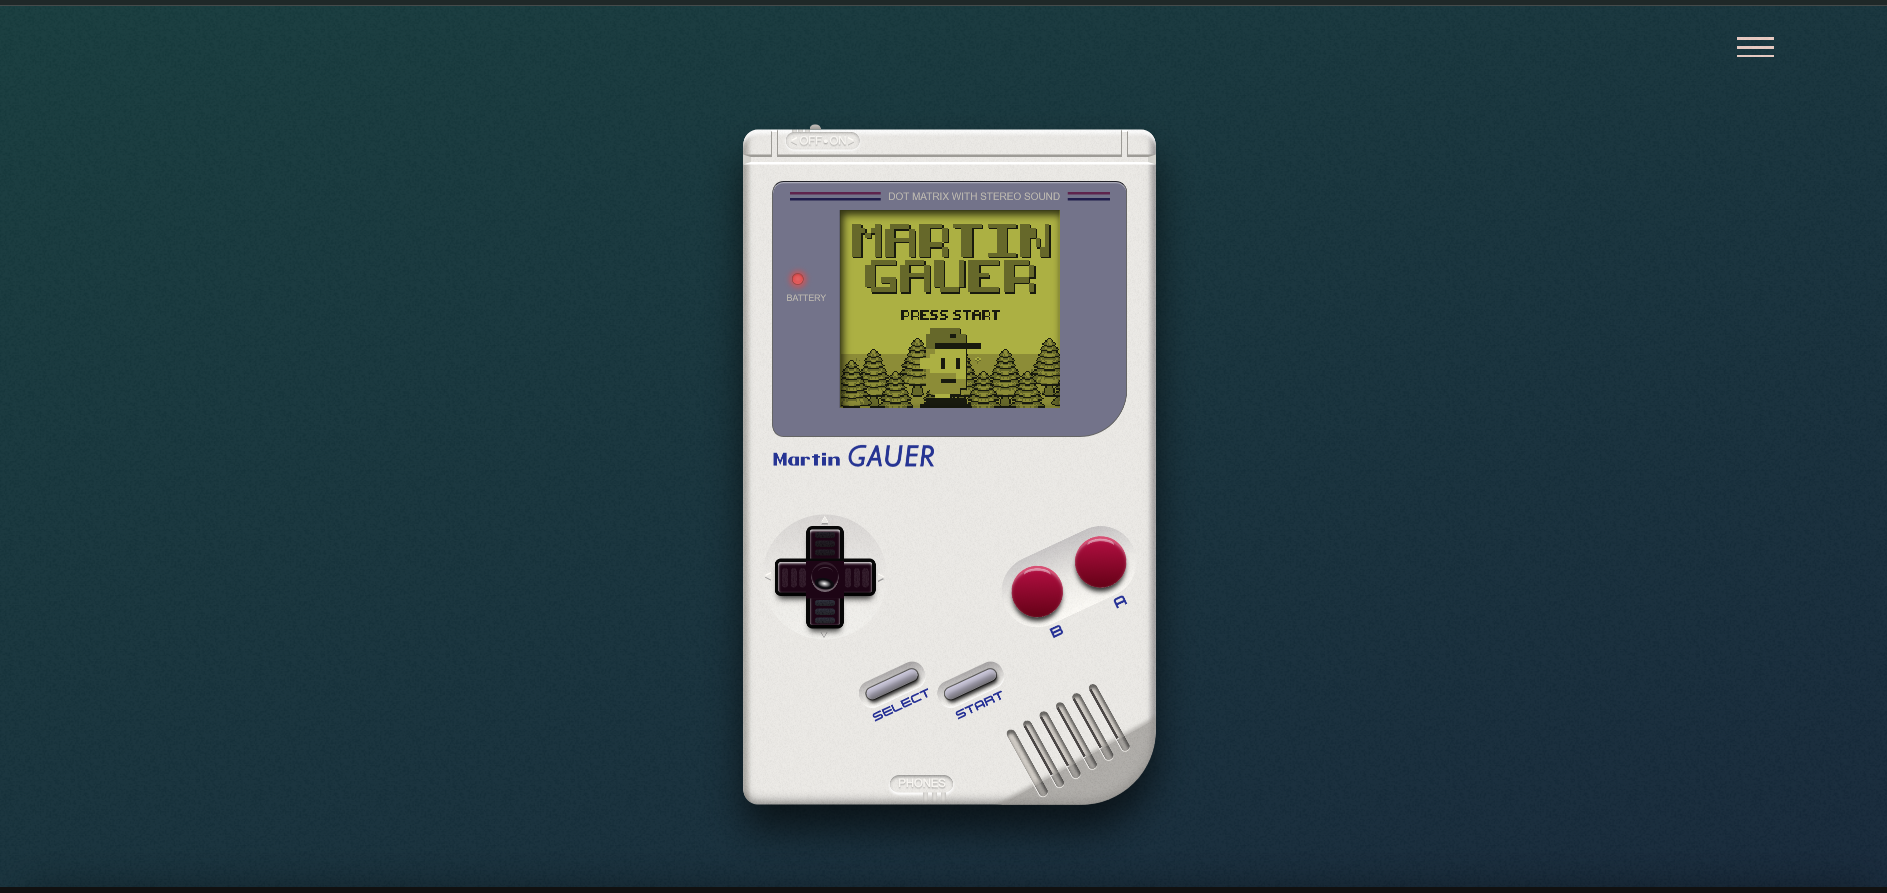 <OFF•ON>
DOT MATRIX WITH STEREO SOUND
MARTIN
GAUER
BATTERY
PRESS START
Martin GAUER
A
B
SELECT
START
PHONES